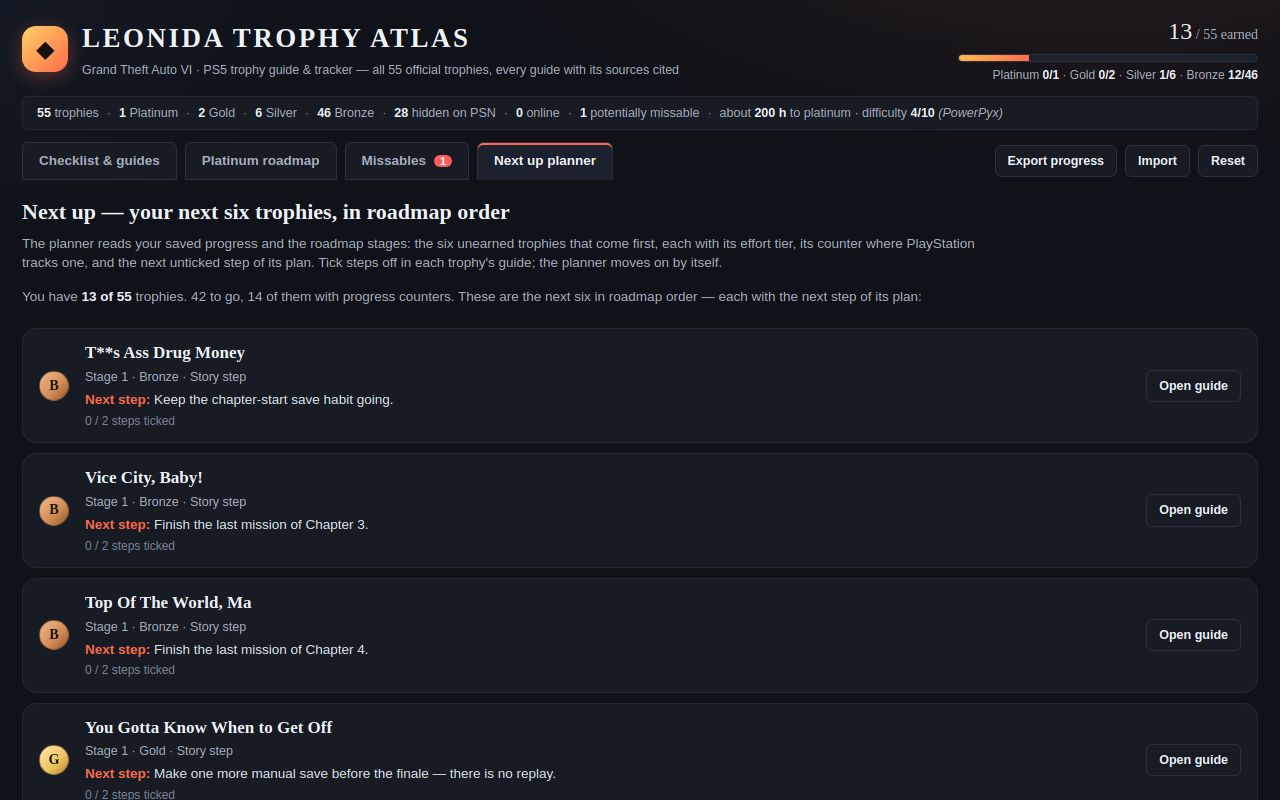 LEONIDA TROPHY ATLAS
Grand Theft Auto VI · PS5 trophy guide & tracker — all 55 official trophies, every guide with its sources cited
13 / 55 earned
Platinum 0/1 · Gold 0/2 · Silver 1/6 · Bronze 12/46
55 trophies · 1 Platinum · 2 Gold · 6 Silver · 46 Bronze · 28 hidden on PSN · 0 online · 1 potentially missable · about 200 h to platinum · difficulty 4/10 (PowerPyx)
Checklist & guides
Platinum roadmap
Missables 1
Next up planner
Export progress
Import
Reset
Next up — your next six trophies, in roadmap order
The planner reads your saved progress and the roadmap stages: the six unearned trophies that come first, each with its effort tier, its counter where PlayStation
tracks one, and the next unticked step of its plan. Tick steps off in each trophy's guide; the planner moves on by itself.
You have 13 of 55 trophies. 42 to go, 14 of them with progress counters. These are the next six in roadmap order — each with the next step of its plan:
B
T**s Ass Drug Money
Stage 1 · Bronze · Story step
Next step: Keep the chapter-start save habit going.
0 / 2 steps ticked
Open guide
B
Vice City, Baby!
Stage 1 · Bronze · Story step
Next step: Finish the last mission of Chapter 3.
0 / 2 steps ticked
Open guide
B
Top Of The World, Ma
Stage 1 · Bronze · Story step
Next step: Finish the last mission of Chapter 4.
0 / 2 steps ticked
Open guide
G
You Gotta Know When to Get Off
Stage 1 · Gold · Story step
Next step: Make one more manual save before the finale — there is no replay.
0 / 2 steps ticked
Open guide